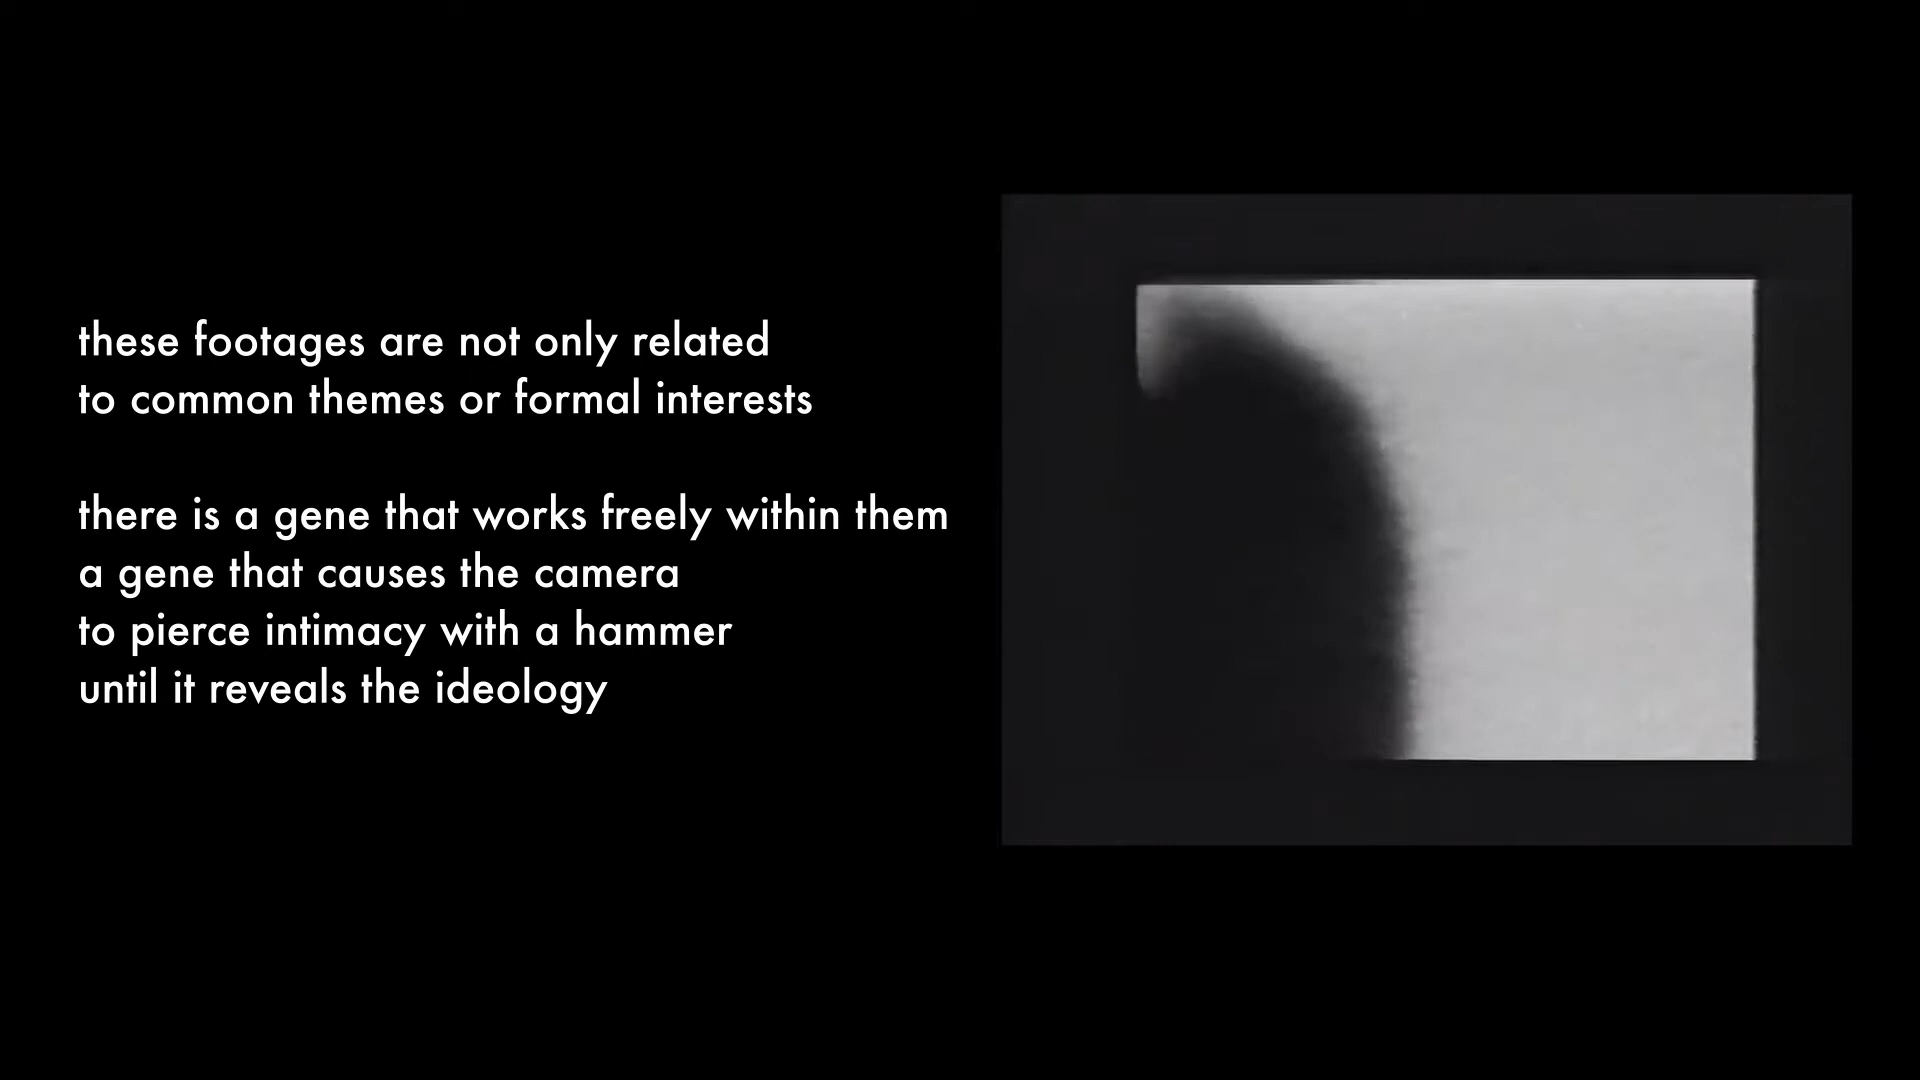 these footages are not only related
to common themes or formal interests
there is a gene that works freely within them
a gene that causes the camera
to pierce intimacy with a hammer
until it reveals the ideology